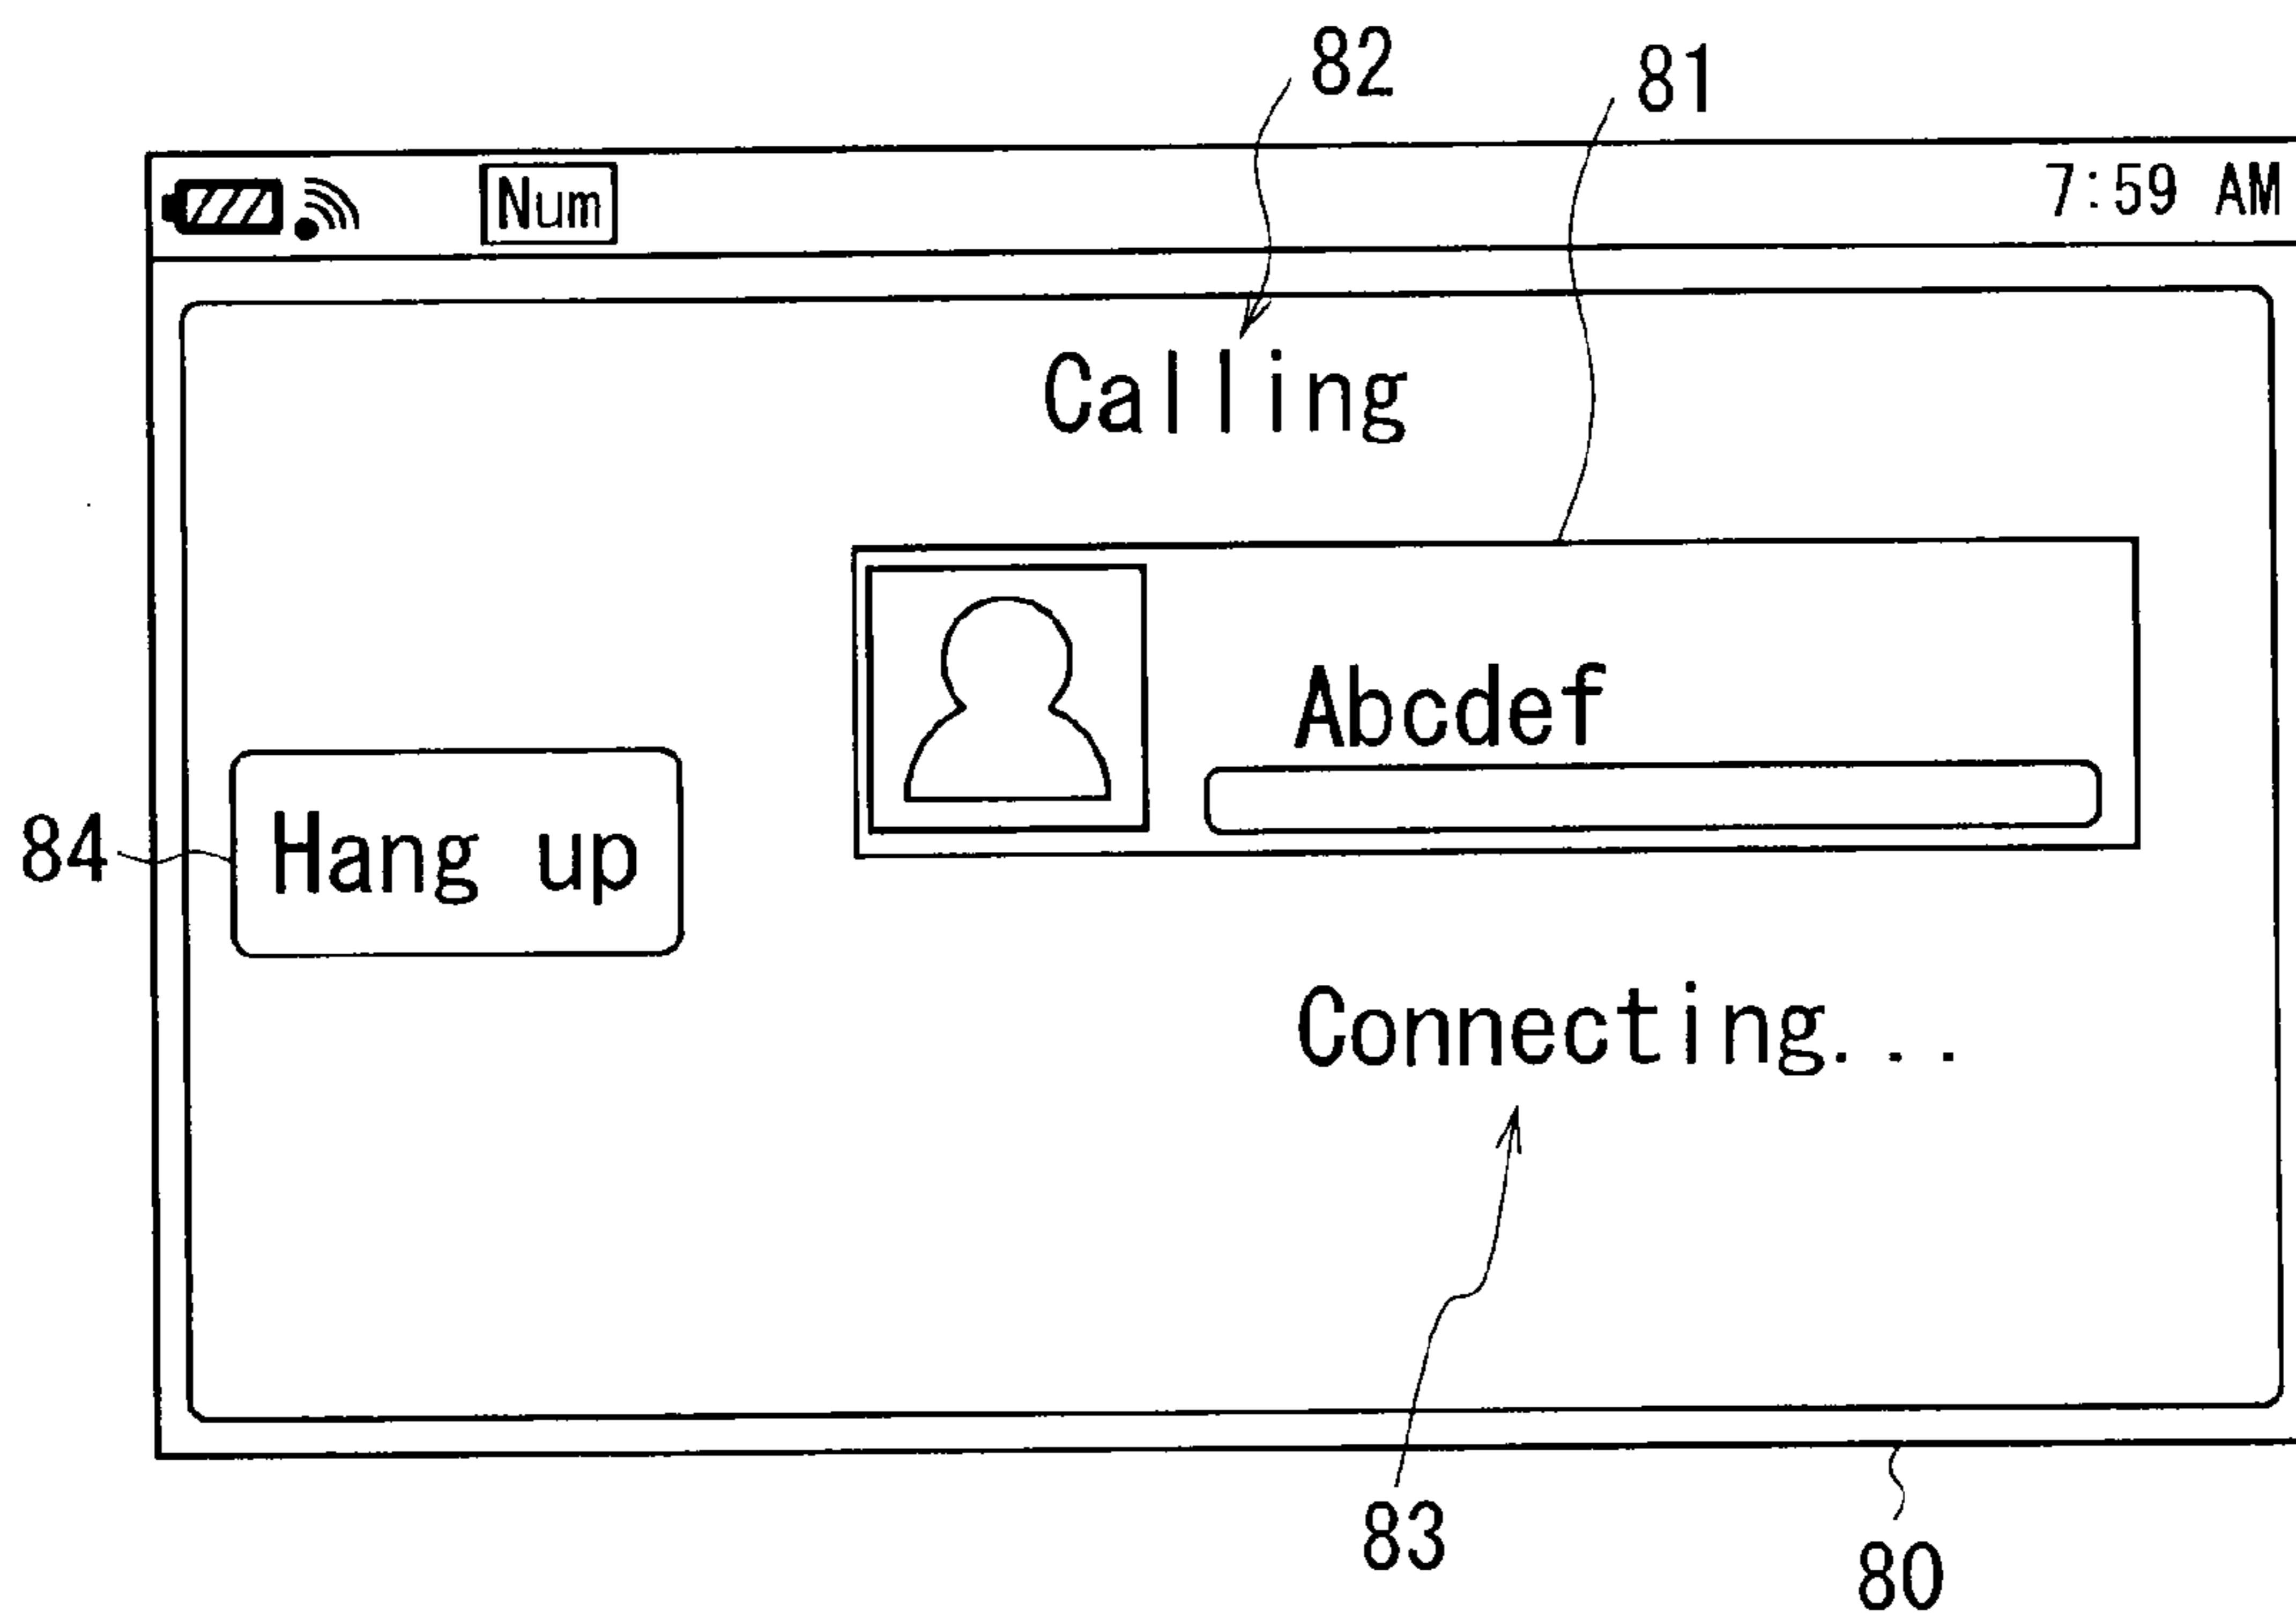 82 81
Num 7:59 AM
Calling
Abcdef
84 Hang up
Connecting...
83
80